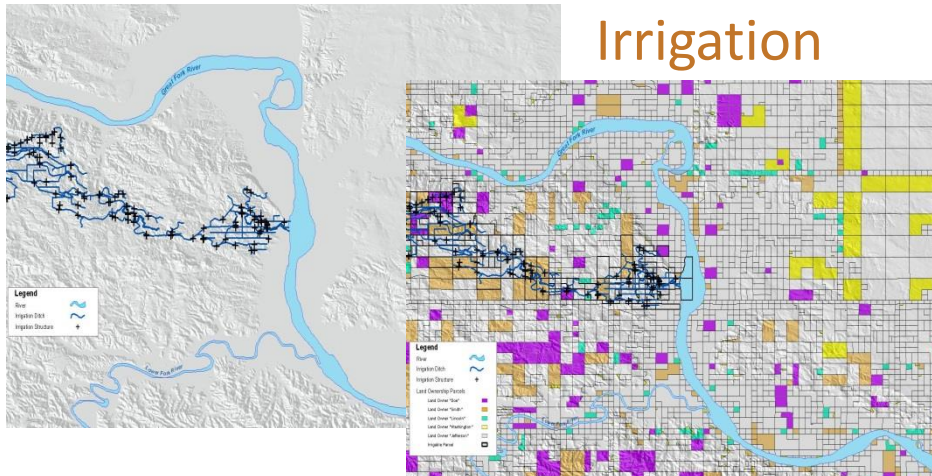 Irrigation
Great Fork River
Legend
River
Irrigation Ditch
Irrigation Structure
Lower Fork River
Great Fork River
Legend
River
Irrigation Ditch
Irrigation Structure
Land Ownership Parcels
Land Owner "Doe"
Land Owner "Smith"
Land Owner "Lincoln"
Land Owner "Washington"
Land Owner "Jefferson"
Irrigable Parcel